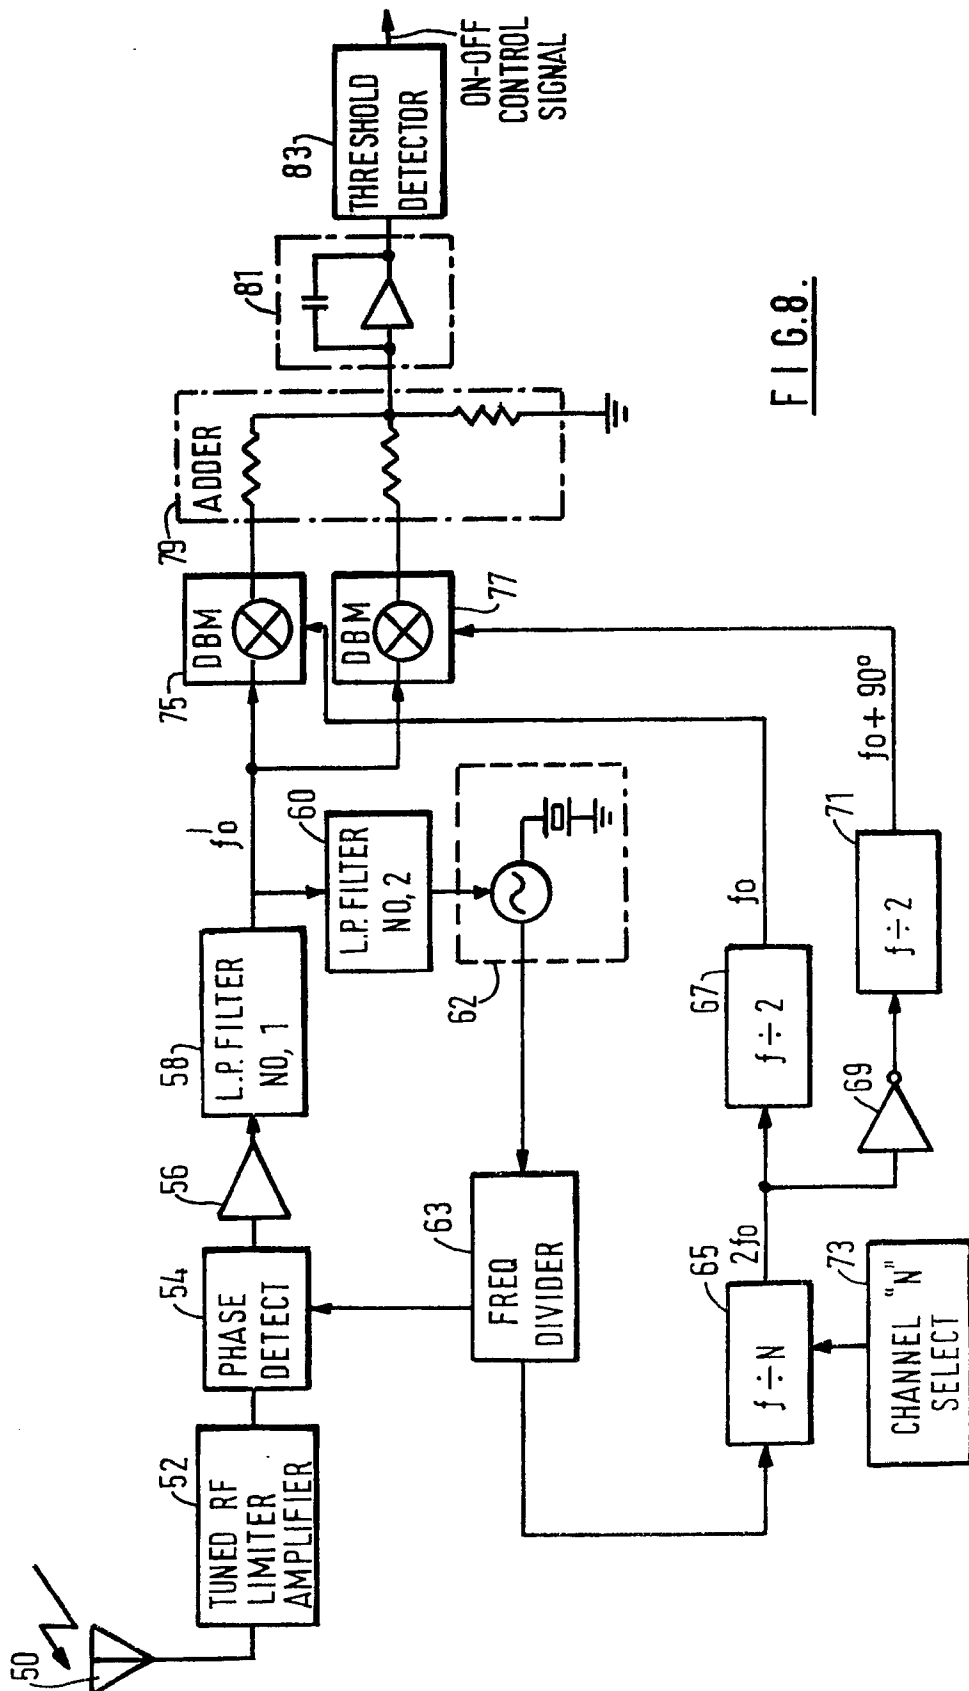 50
52
TUNED RF
LIMITER
AMPLIFIER
54
PHASE
DETECT
56
58
L.P. FILTER
NO, 1
f'o
60
L.P. FILTER
NO, 2
62
63
FREQ
DIVIDER
65
f ÷ N
2fo
73
CHANNEL "N"
SELECT
67
f ÷ 2
fo
69
71
f ÷ 2
fo + 90°
75
DBM
77
DBM
79
ADDER
81
83
THRESHOLD
DETECTOR
ON-OFF
CONTROL
SIGNAL
FIG.8.